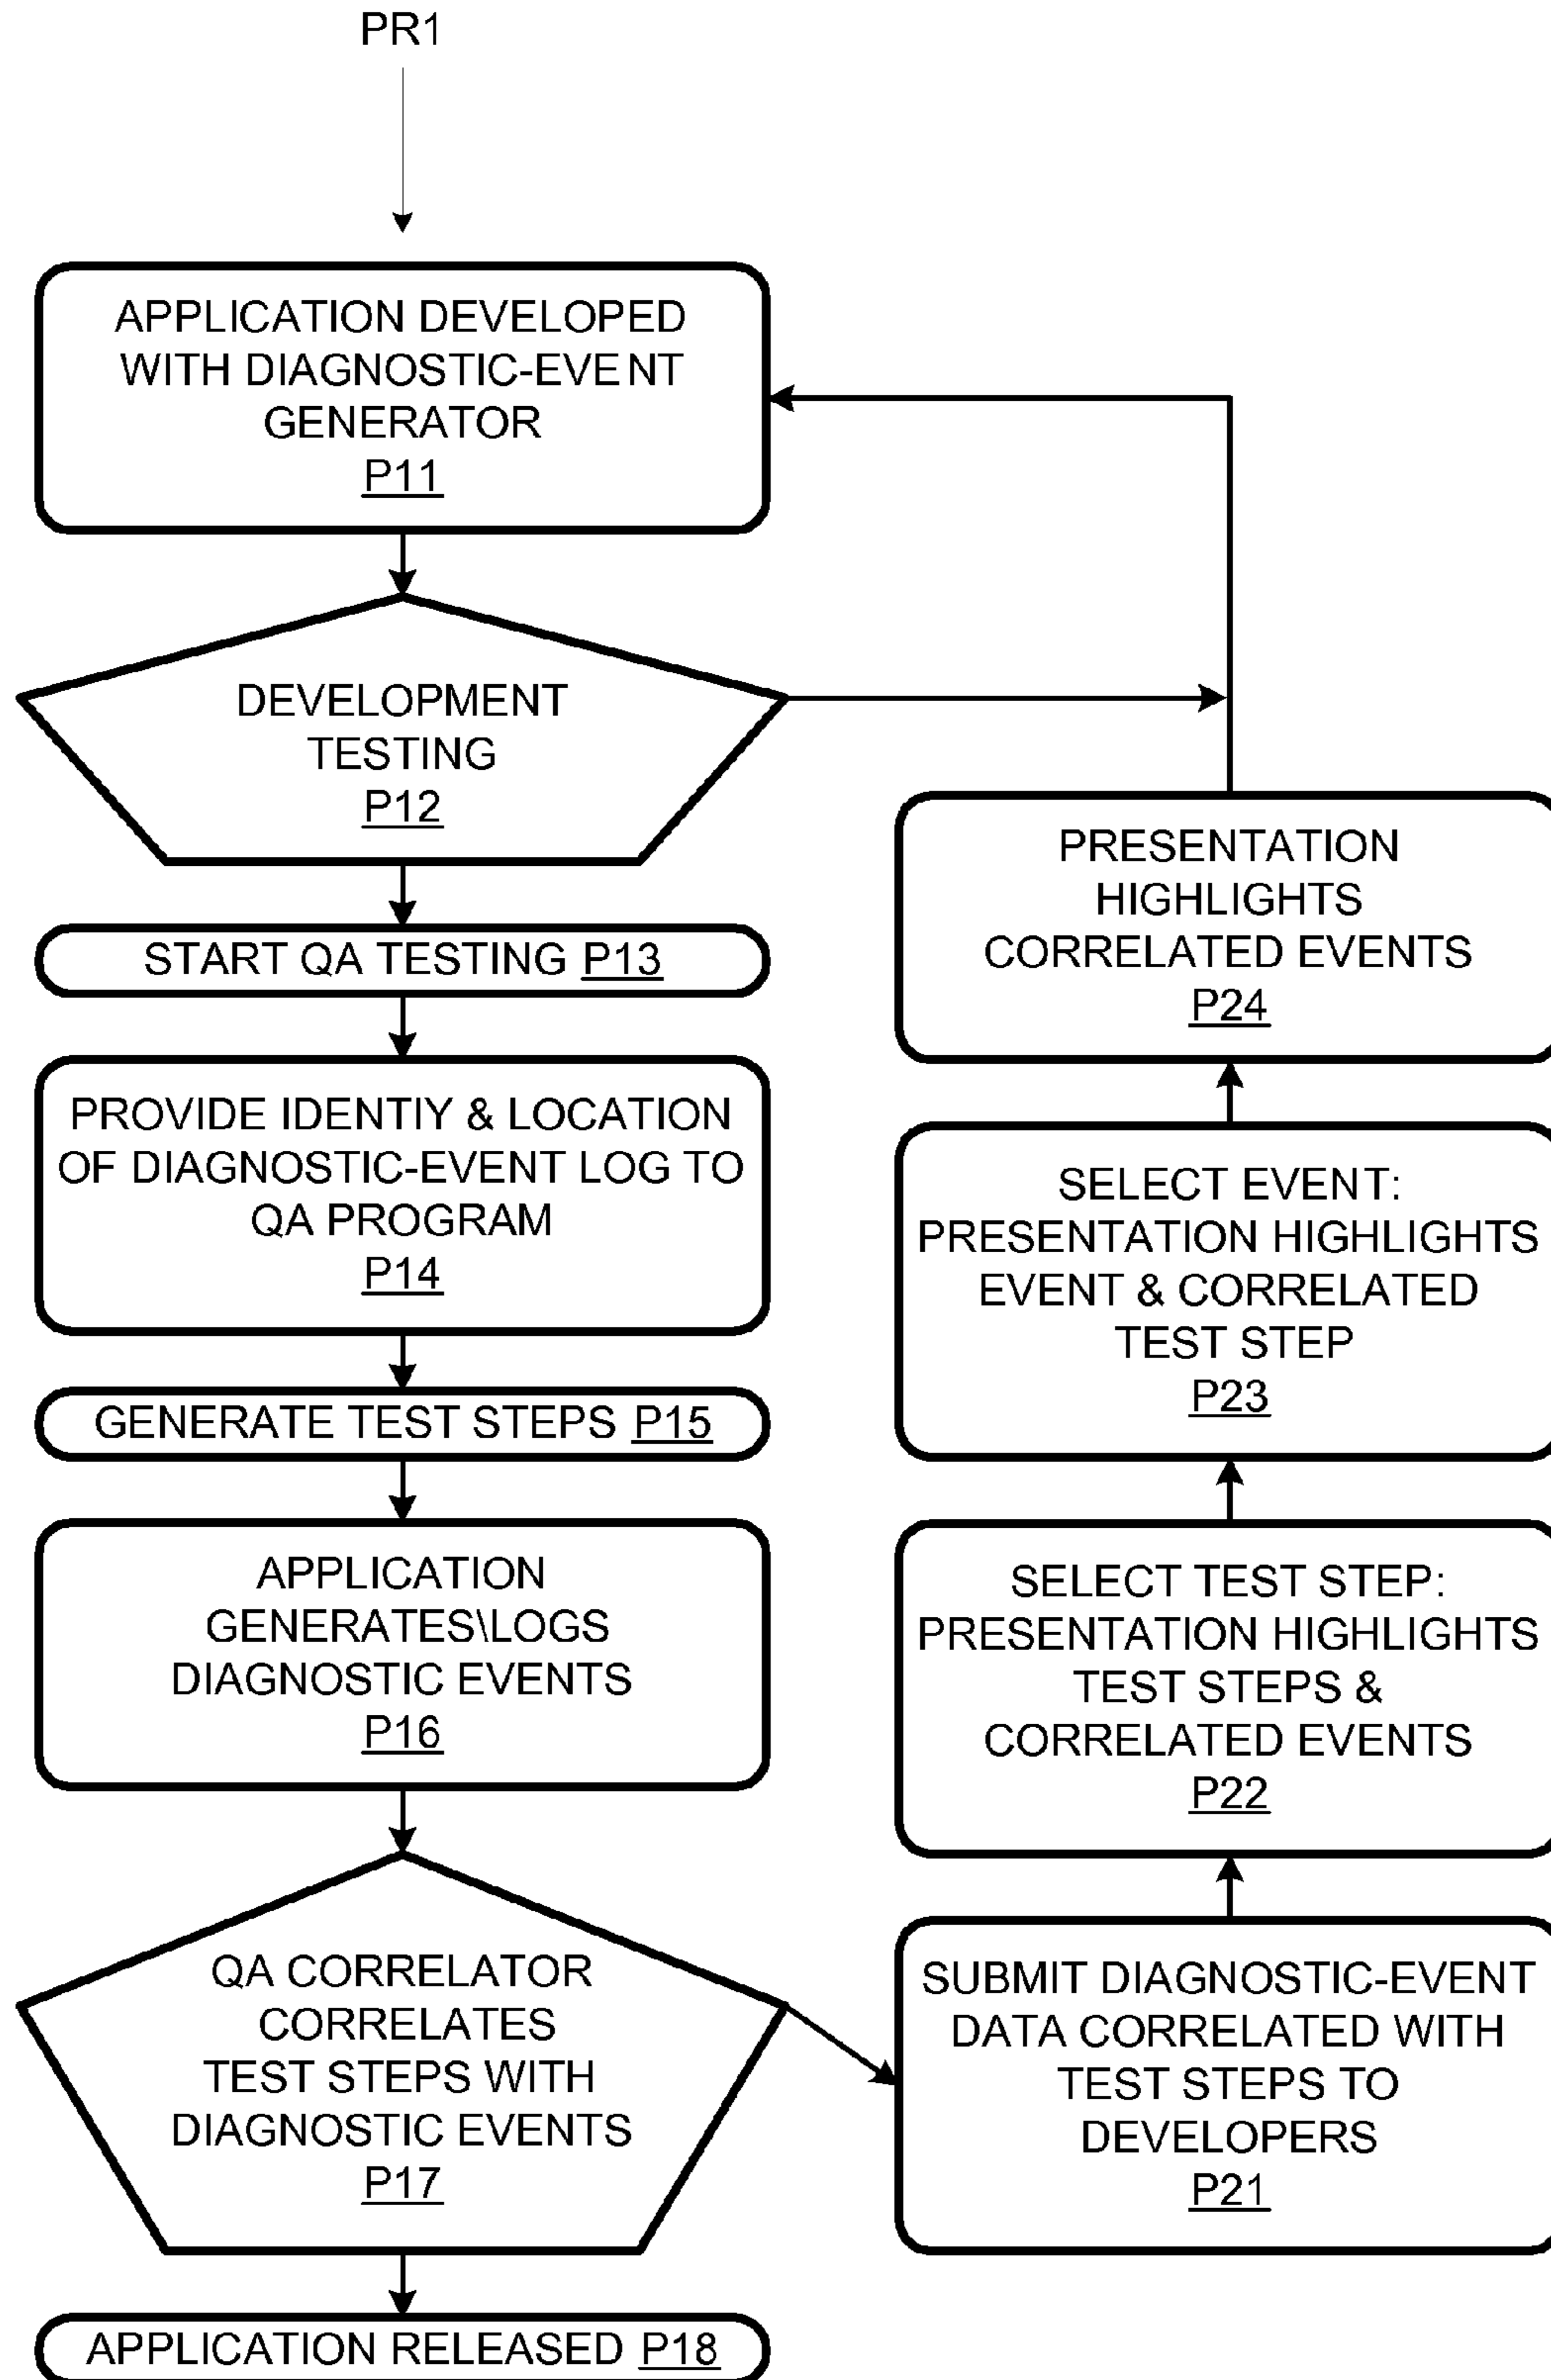 PR1
APPLICATION DEVELOPED
WITH DIAGNOSTIC-EVENT
GENERATOR
P11
DEVELOPMENT
TESTING
P12
START QA TESTING P13
PROVIDE IDENTIY & LOCATION
OF DIAGNOSTIC-EVENT LOG TO
QA PROGRAM
P14
GENERATE TEST STEPS P15
APPLICATION
GENERATES\LOGS
DIAGNOSTIC EVENTS
P16
QA CORRELATOR
CORRELATES
TEST STEPS WITH
DIAGNOSTIC EVENTS
P17
APPLICATION RELEASED P18
PRESENTATION
HIGHLIGHTS
CORRELATED EVENTS
P24
SELECT EVENT:
PRESENTATION HIGHLIGHTS
EVENT & CORRELATED
TEST STEP
P23
SELECT TEST STEP:
PRESENTATION HIGHLIGHTS
TEST STEPS &
CORRELATED EVENTS
P22
SUBMIT DIAGNOSTIC-EVENT
DATA CORRELATED WITH
TEST STEPS TO
DEVELOPERS
P21